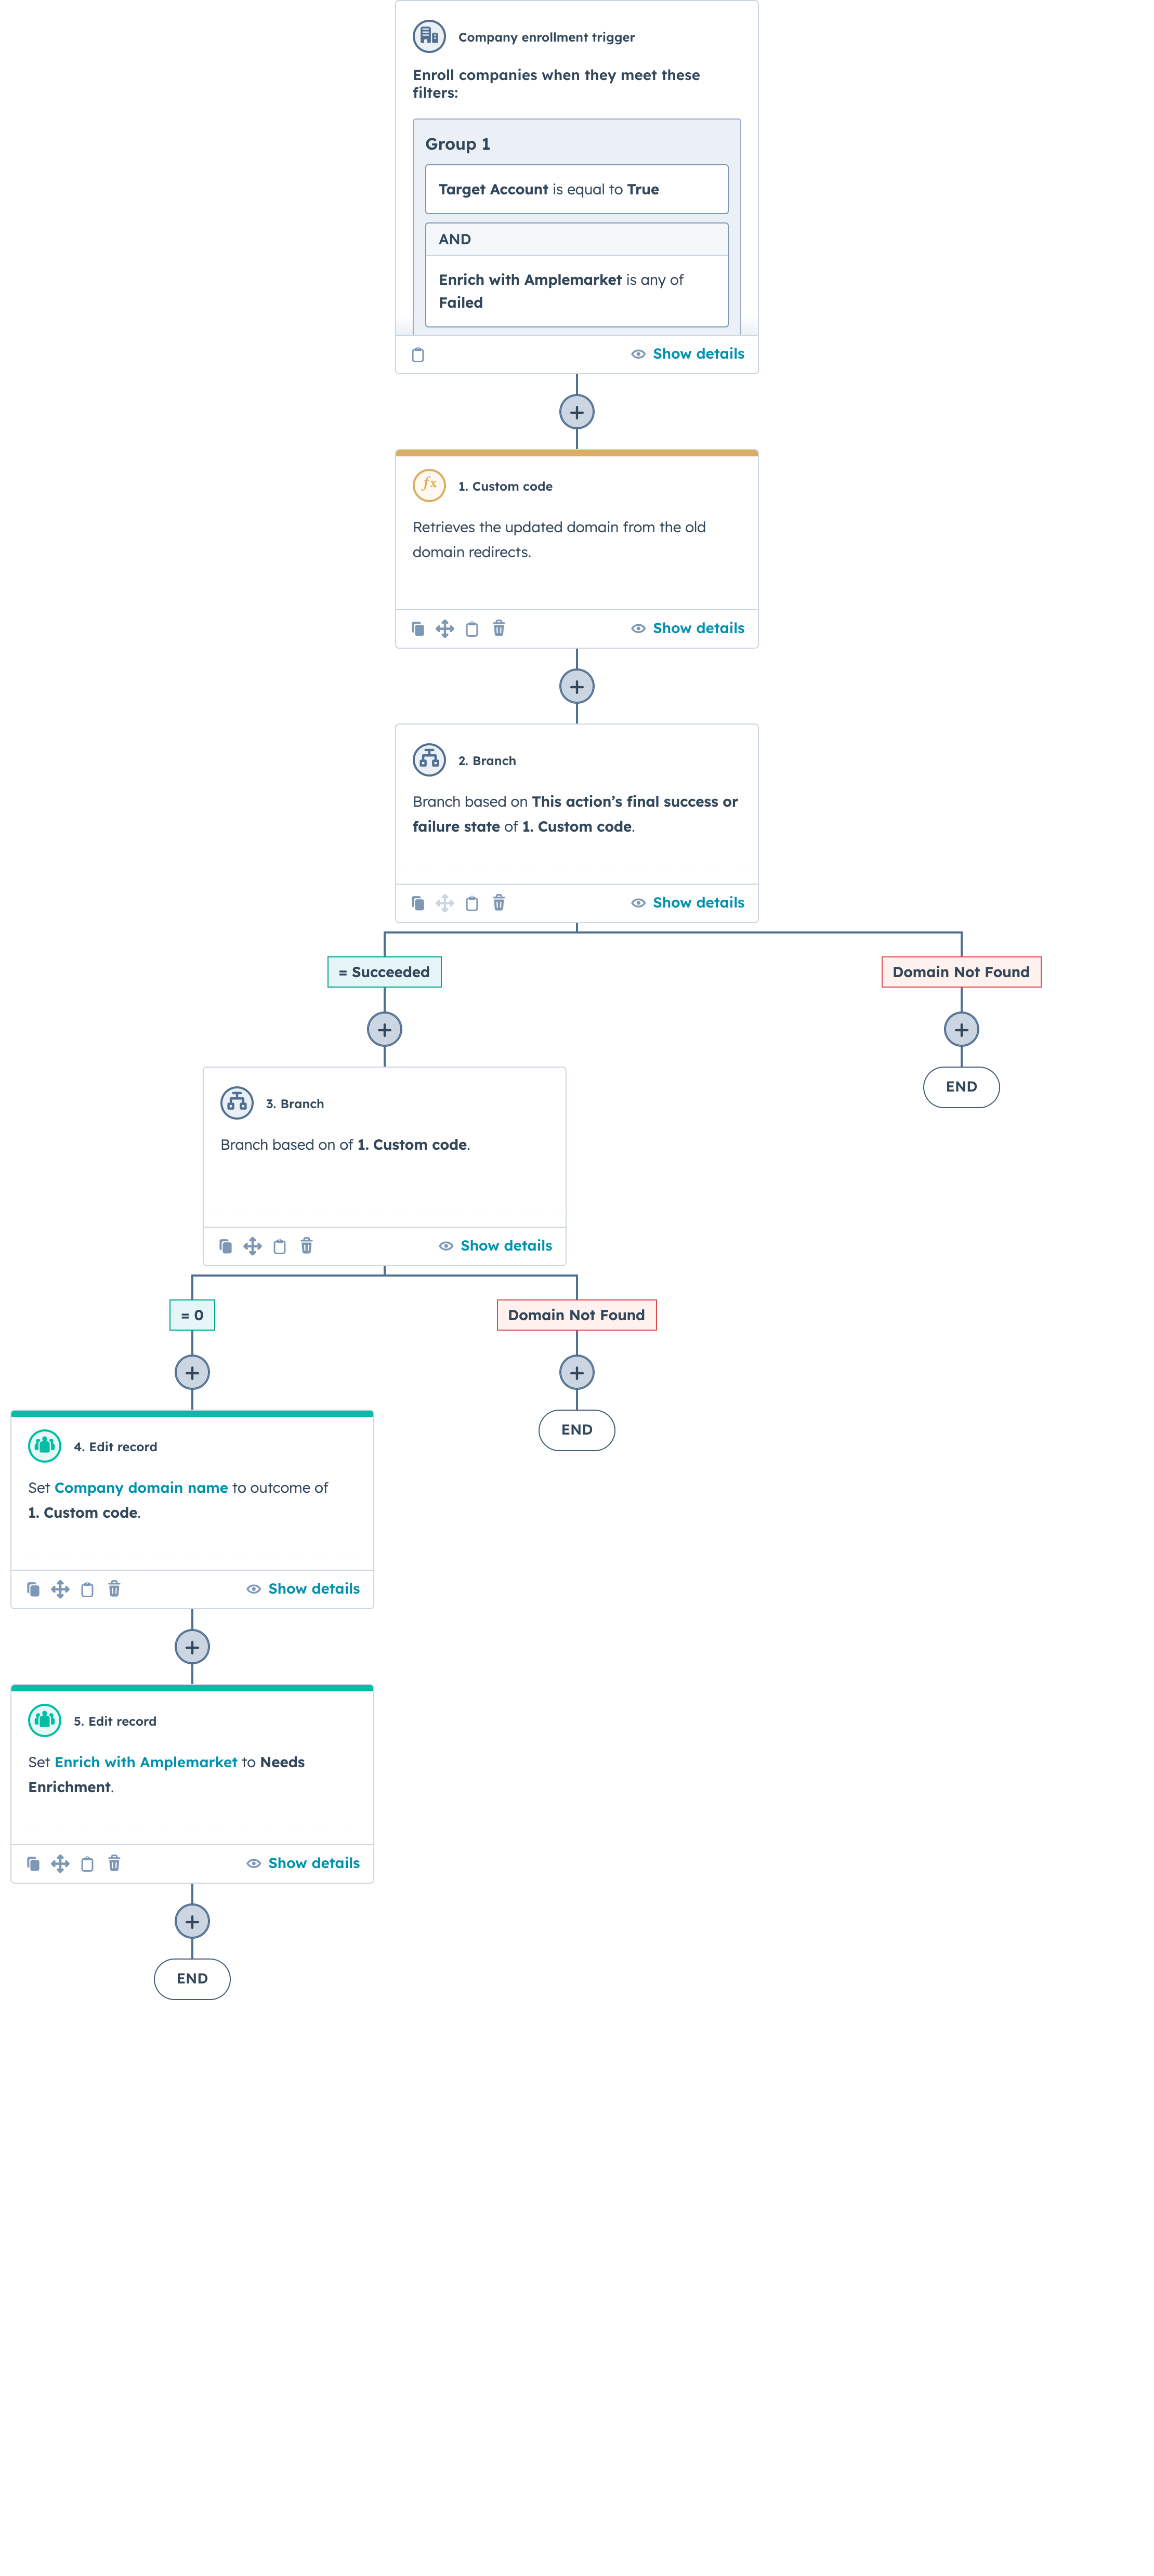 Company enrollment trigger
Enroll companies when they meet these
filters:
Group 1
Target Account is equal to True
AND
Enrich with Amplemarket is any of
Failed
Show details
fx
1. Custom code
Retrieves the updated domain from the old
domain redirects.
Show details
2. Branch
Branch based on This action’s final success or
failure state of 1. Custom code.
Show details
= Succeeded
Domain Not Found
END
3. Branch
Branch based on of 1. Custom code.
Show details
= 0
Domain Not Found
END
4. Edit record
Set Company domain name to outcome of
1. Custom code.
Show details
5. Edit record
Set Enrich with Amplemarket to Needs
Enrichment.
Show details
END